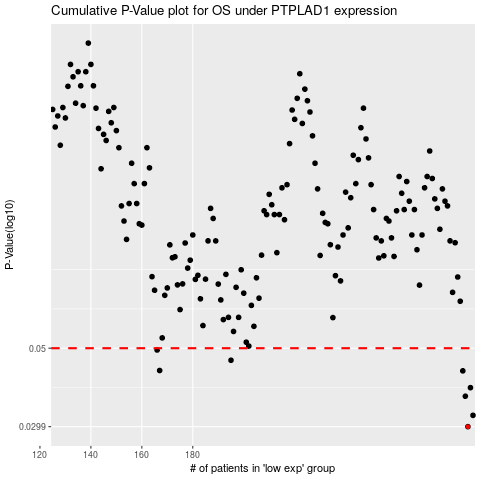 Cumulative P-Value plot for OS under PTPLAD1 expression
P-Value(log10)
0.05
0.0299
120 140 160 180
# of patients in 'low exp' group